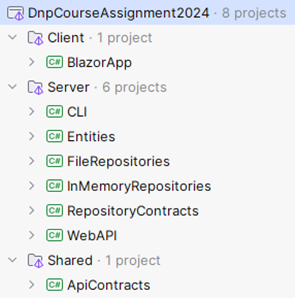 DnpCourseAssignment2024 · 8 projects
Client · 1 project
C# BlazorApp
Server · 6 projects
C# CLI
C# Entities
C# FileRepositories
C# InMemoryRepositories
C# RepositoryContracts
C# WebAPI
Shared · 1 project
C# ApiContracts